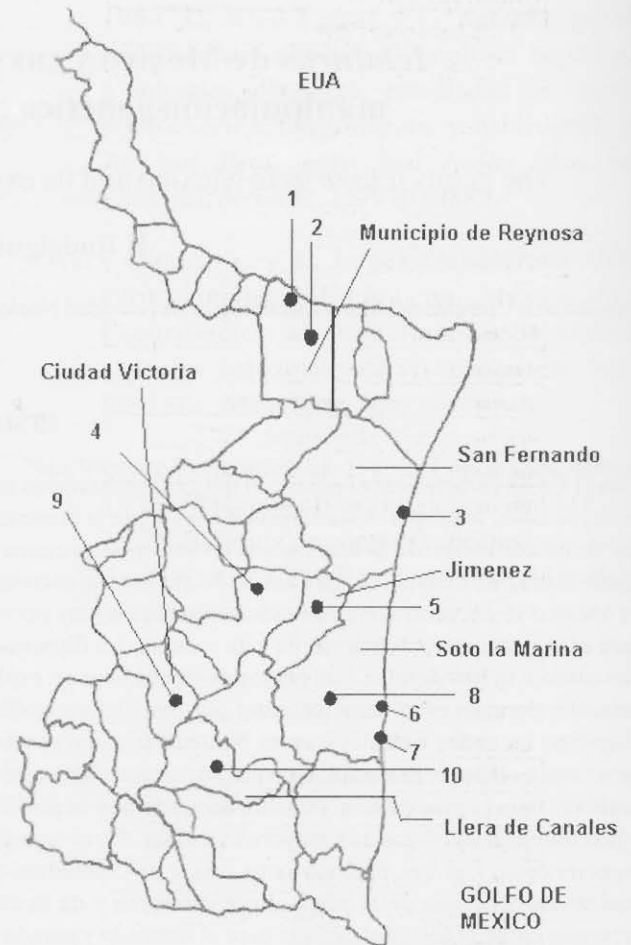 EUA
1
2
Municipio de Reynosa
Ciudad Victoria
4
San Fernando
9
3
Jimenez
5
Soto la Marina
8
6
7
10
Llera de Canales
GOLFO DE
MEXICO